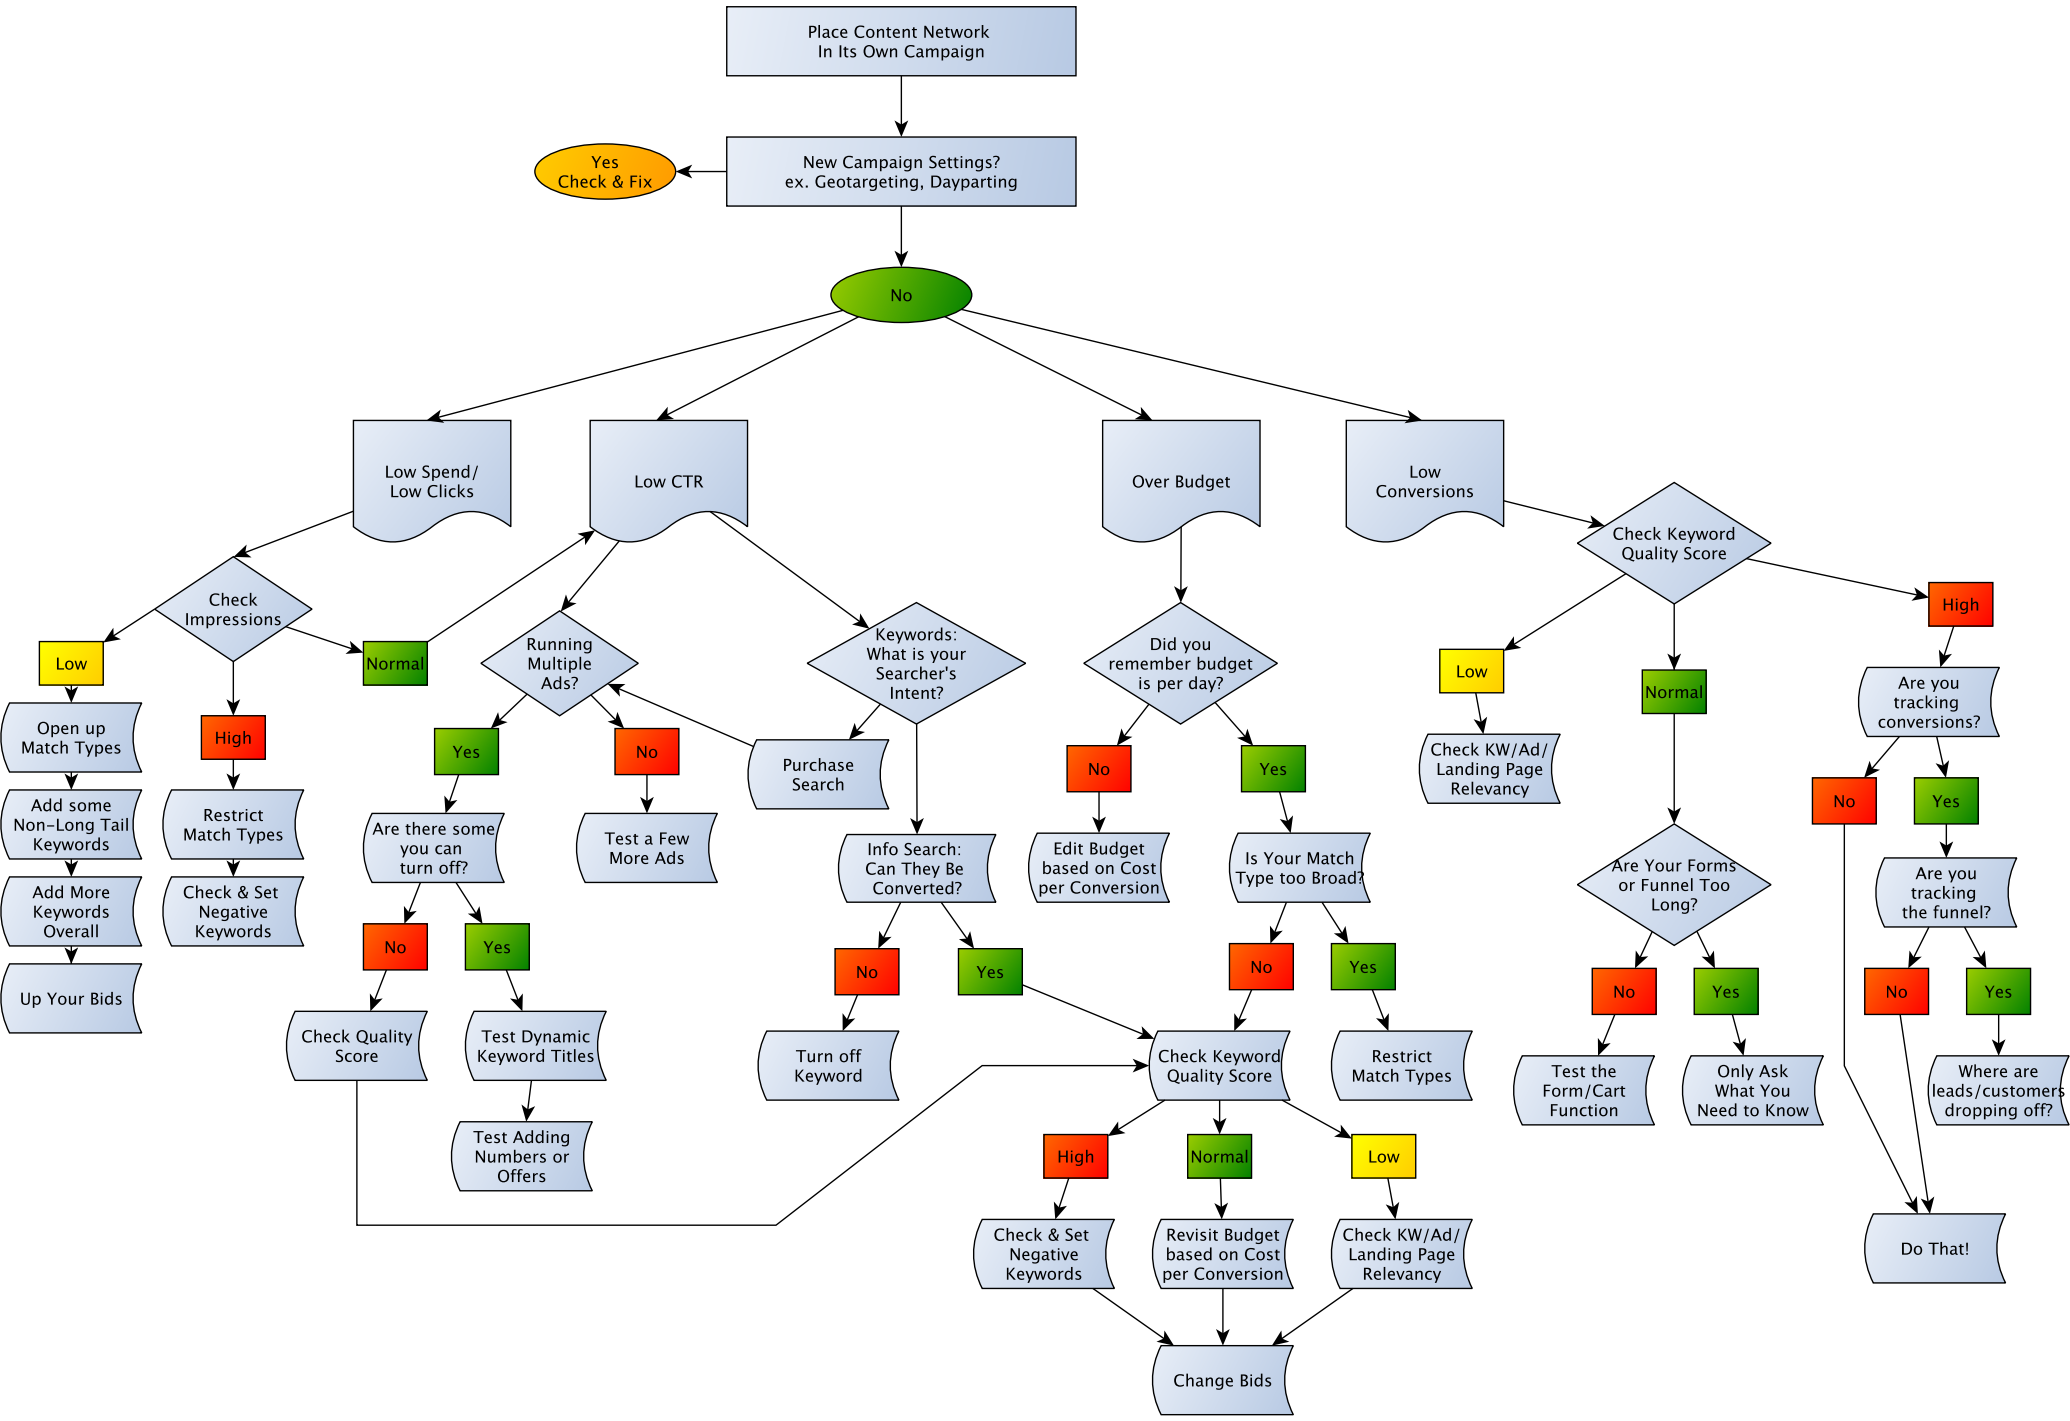 Place Content Network
In Its Own Campaign
New Campaign Settings?
ex. Geotargeting, Dayparting
Yes
Check & Fix
No
Low Spend/
Low Clicks
Low CTR
Over Budget
Low
Conversions
Check
Impressions
Low
Open up
Match Types
Add some
Non-Long Tail
Keywords
Add More
Keywords
Overall
Up Your Bids
High
Restrict
Match Types
Check & Set
Negative
Keywords
Normal
Running
Multiple
Ads?
Yes
No
Are there some
you can
turn off?
Test a Few
More Ads
No
Yes
Check Quality
Score
Test Dynamic
Keyword Titles
Test Adding
Numbers or
Offers
Keywords:
What is your
Searcher's
Intent?
Purchase
Search
Info Search:
Can They Be
Converted?
No
Yes
Turn off
Keyword
Did you
remember budget
is per day?
No
Yes
Edit Budget
based on Cost
per Conversion
Is Your Match
Type too Broad?
No
Yes
Check Keyword
Quality Score
Restrict
Match Types
High
Normal
Low
Check & Set
Negative
Keywords
Revisit Budget
based on Cost
per Conversion
Check KW/Ad/
Landing Page
Relevancy
Change Bids
Check Keyword
Quality Score
Low
Check KW/Ad/
Landing Page
Relevancy
Normal
Are Your Forms
or Funnel Too
Long?
No
Yes
Test the
Form/Cart
Function
Only Ask
What You
Need to Know
High
Are you
tracking
conversions?
No
Yes
Are you
tracking
the funnel?
No
Yes
Where are
leads/customers
dropping off?
Do That!